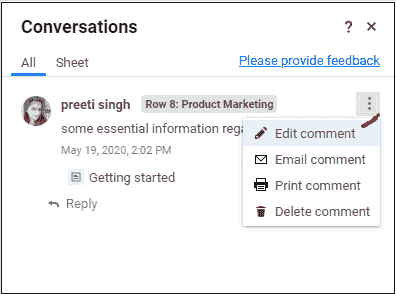 Conversations ? ×
All Sheet Please provide feedback
preeti singh Row 8: Product Marketing
some essential information rega
May 19, 2020, 2:02 PM
Getting started
Reply
Edit comment
Email comment
Print comment
Delete comment